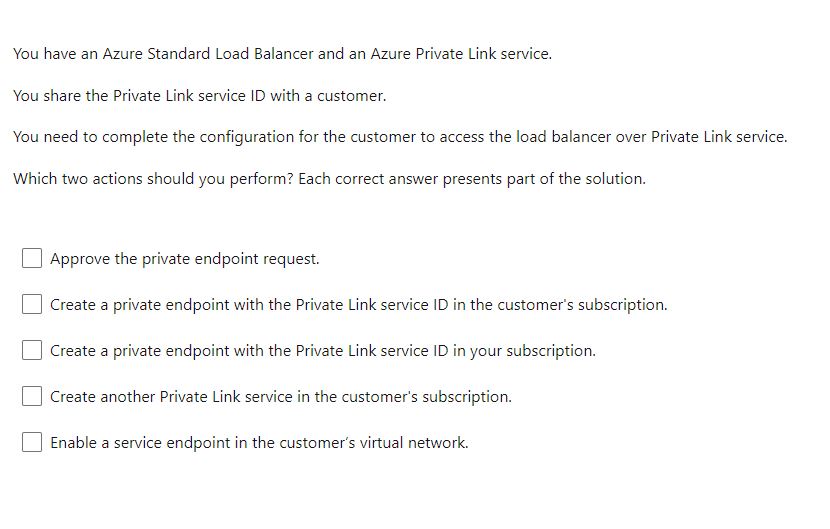 You have an Azure Standard Load Balancer and an Azure Private Link service.
You share the Private Link service ID with a customer.
You need to complete the configuration for the customer to access the load balancer over Private Link service.
Which two actions should you perform? Each correct answer presents part of the solution.
Approve the private endpoint request.
Create a private endpoint with the Private Link service ID in the customer's subscription.
Create a private endpoint with the Private Link service ID in your subscription.
Create another Private Link service in the customer's subscription.
Enable a service endpoint in the customer’s virtual network.